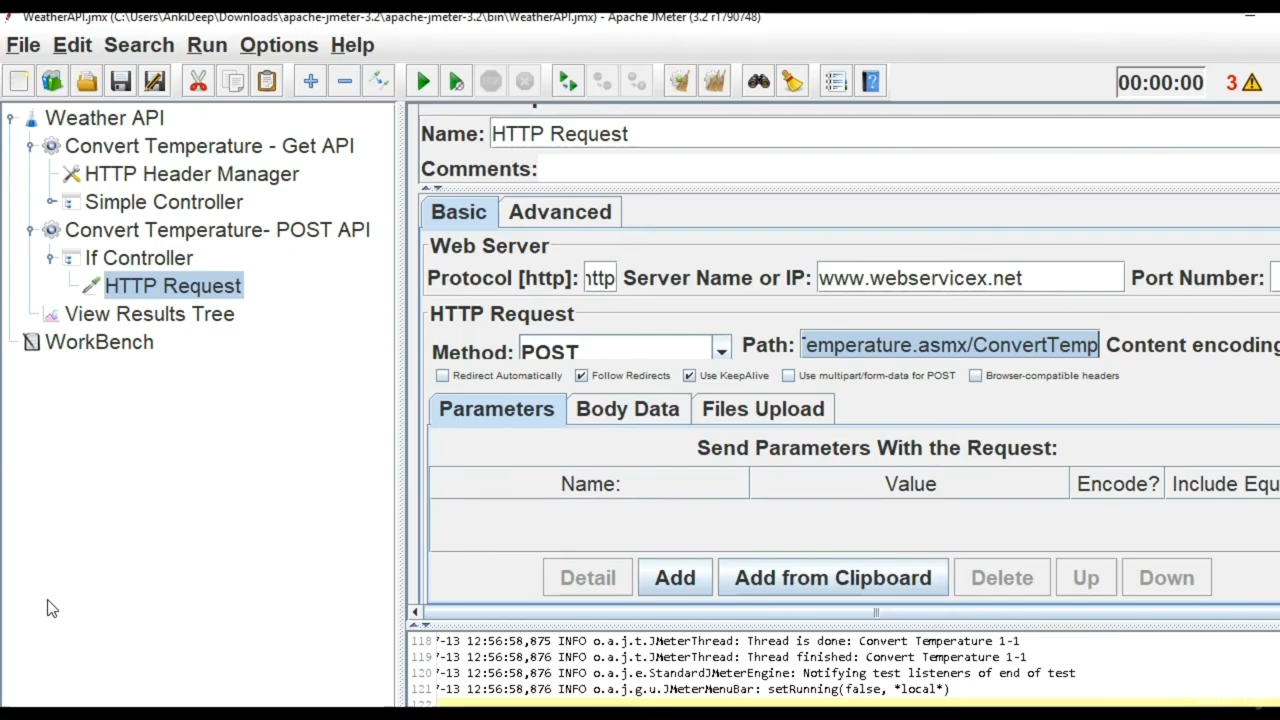 WeatherAPI.jmx (C:\Users\AnkiDeep\Downloads\apache-jmeter-3.2\apache-jmeter-3.2\bin\WeatherAPI.jmx) - Apache JMeter (3.2 r1790748)
File Edit Search Run Options Help
00:00:00 3
Weather API
Convert Temperature - Get API
HTTP Header Manager
Simple Controller
Convert Temperature- POST API
If Controller
HTTP Request
View Results Tree
WorkBench
Name: HTTP Request
Comments:
Basic Advanced
Web Server
Protocol [http]: http Server Name or IP: www.webservicex.net Port Number:
HTTP Request
Method: POST Path: Temperature.asmx/ConvertTemp Content encoding
Redirect Automatically Follow Redirects Use KeepAlive Use multipart/form-data for POST Browser-compatible headers
Parameters Body Data Files Upload
Send Parameters With the Request:
Name: Value Encode? Include Equ
Detail Add Add from Clipboard Delete Up Down
118 7-13 12:56:58,875 INFO o.a.j.t.JMeterThread: Thread is done: Convert Temperature 1-1
119 7-13 12:56:58,876 INFO o.a.j.t.JMeterThread: Thread finished: Convert Temperature 1-1
120 7-13 12:56:58,876 INFO o.a.j.e.StandardJMeterEngine: Notifying test listeners of end of test
121 7-13 12:56:58,876 INFO o.a.j.g.u.JMeterMenuBar: setRunning(false, *local*)
122